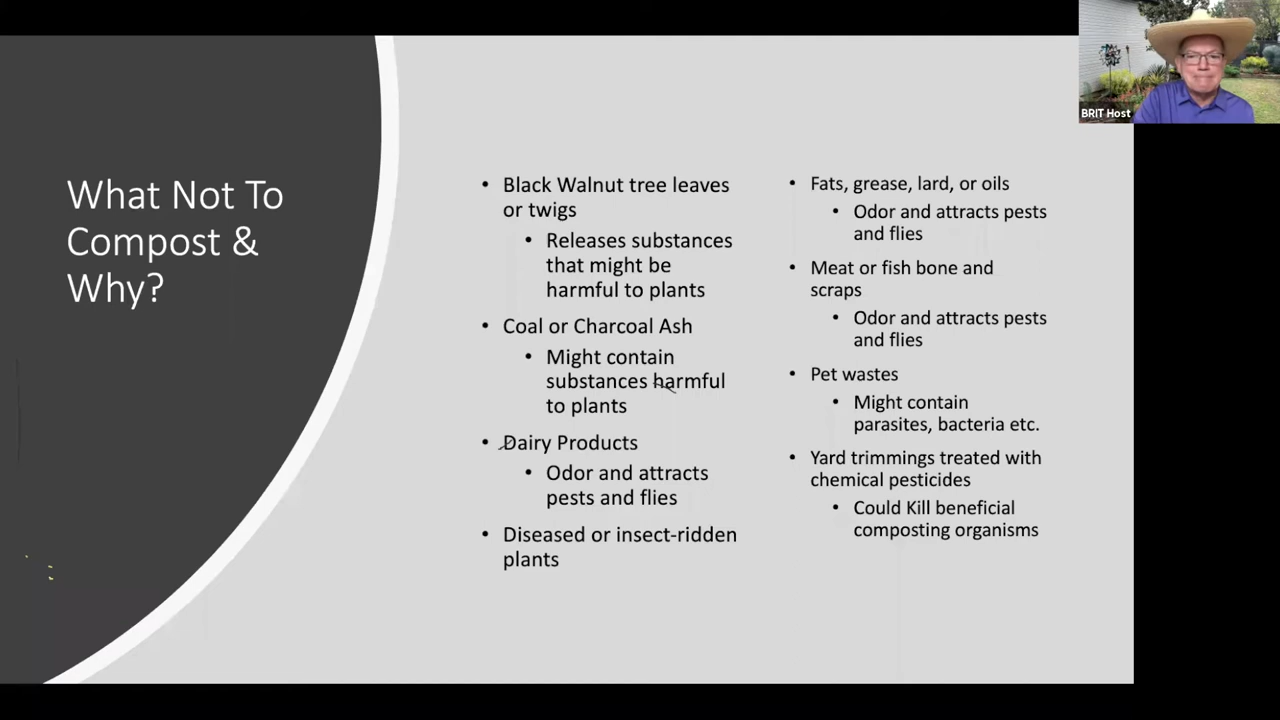 What Not To
Compost &
Why?
• Black Walnut tree leaves
or twigs
• Releases substances
that might be
harmful to plants
• Coal or Charcoal Ash
• Might contain
substances harmful
to plants
• Dairy Products
• Odor and attracts
pests and flies
• Diseased or insect-ridden
plants
• Fats, grease, lard, or oils
• Odor and attracts pests
and flies
• Meat or fish bone and
scraps
• Odor and attracts pests
and flies
• Pet wastes
• Might contain
parasites, bacteria etc.
• Yard trimmings treated with
chemical pesticides
• Could Kill beneficial
composting organisms
BRIT Host